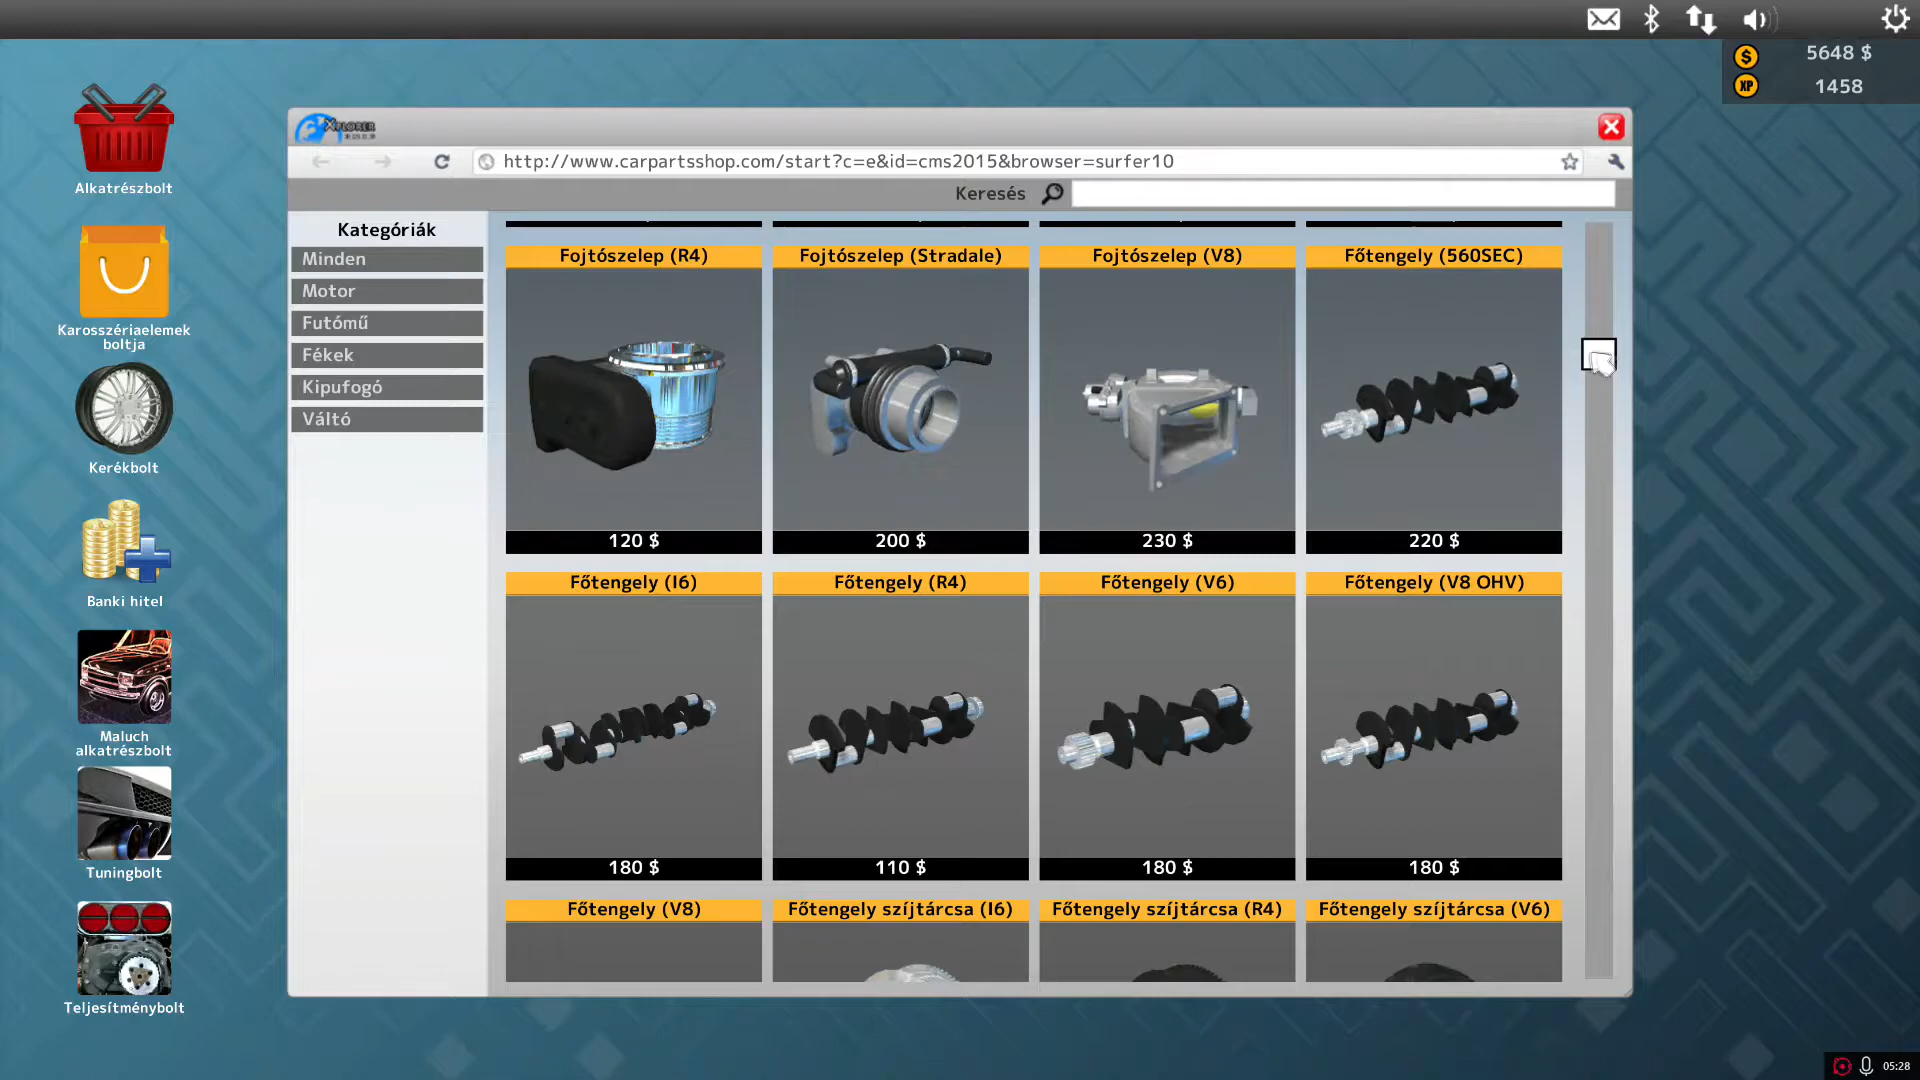 5648 $
1458
Alkatrészbolt
Karosszériaelemek
boltja
Kerékbolt
Banki hitel
Maluch
alkatrészbolt
Tuningbolt
Teljesítménybolt
XPLORER
http://www.carpartsshop.com/start?c=e&id=cms2015&browser=surfer10
Keresés
Kategóriák
Minden
Motor
Futómű
Fékek
Kipufogó
Váltó
Fojtószelep (R4)
Fojtószelep (Stradale)
Fojtószelep (V8)
Főtengely (560SEC)
120 $
200 $
230 $
220 $
Főtengely (I6)
Főtengely (R4)
Főtengely (V6)
Főtengely (V8 OHV)
180 $
110 $
180 $
180 $
Főtengely (V8)
Főtengely szíjtárcsa (I6)
Főtengely szíjtárcsa (R4)
Főtengely szíjtárcsa (V6)
05:28